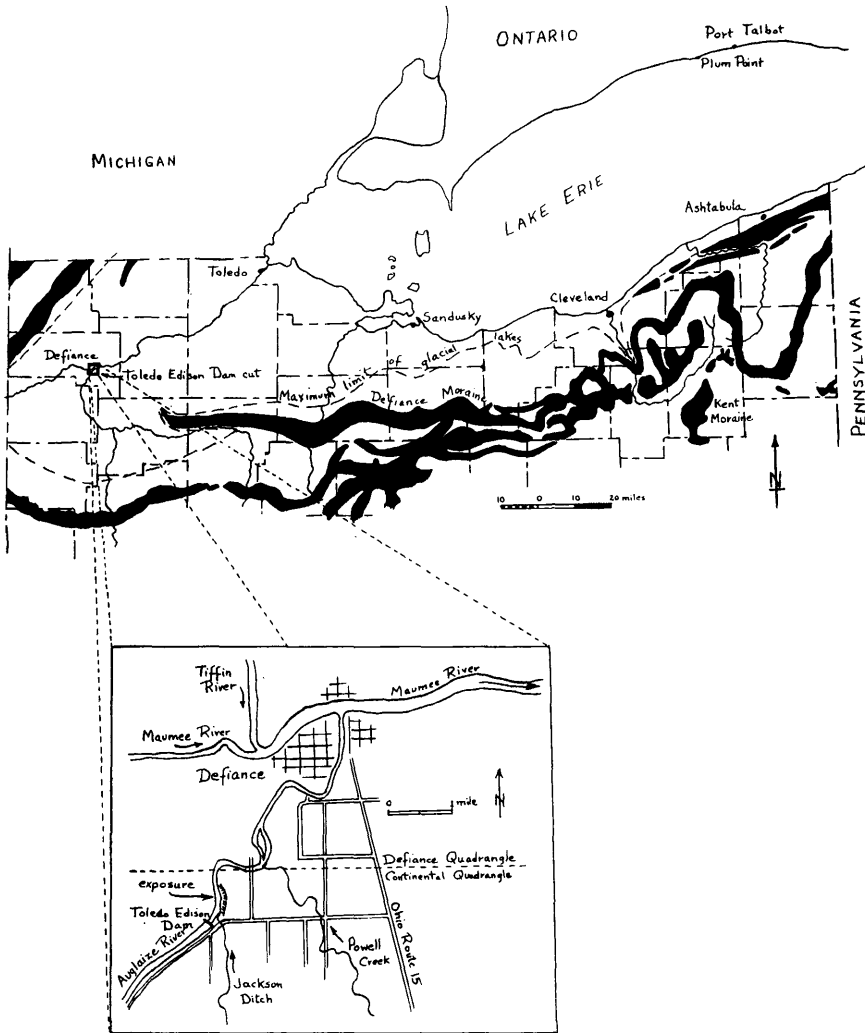 ONTARIO
Port Talbot
Plum Point
MICHIGAN
LAKE ERIE
Ashtabula
Toledo
Cleveland
Sandusky
PENNSYLVANIA
Defiance
Toledo Edison Dam cut
Maximum limit of glacial lakes
Defiance Moraine
Kent
Moraine
N
10 0 10 20 miles
Tiffin
River
Maumee River
Maumee River
Defiance
0 1 mile
N
Defiance Quadrangle
Continental Quadrangle
exposure
Toledo Edison
Dam
Auglaize River
Powell
Creek
Ohio Route 15
Jackson
Ditch